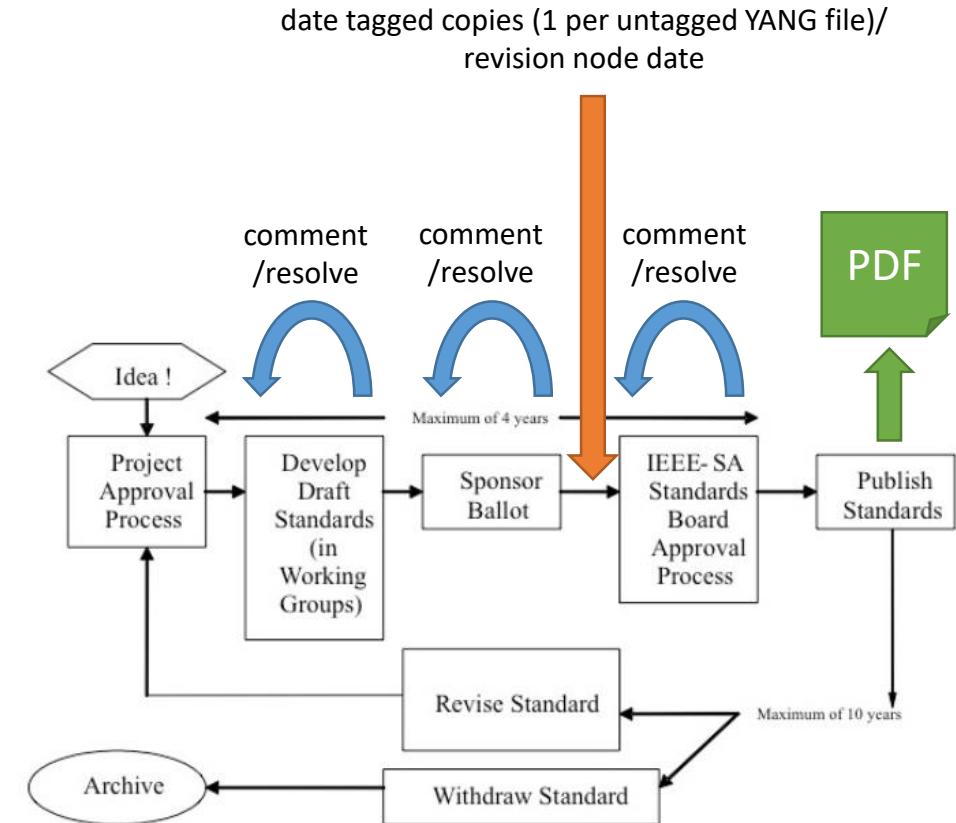 date tagged copies (1 per untagged YANG file)/
revision node date
comment
/resolve
comment
/resolve
comment
/resolve
PDF
Idea !
Maximum of 4 years
Project
Approval
Process
Develop
Draft
Standards
(in
Working
Groups)
Sponsor
Ballot
IEEE- SA
Standards
Board
Approval
Process
Publish
Standards
Revise Standard
Maximum of 10 years
Archive
Withdraw Standard